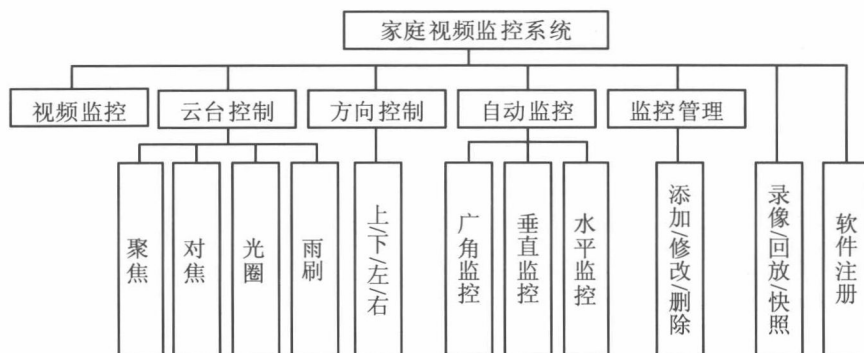 家庭视频监控系统
视频监控
云台控制
方向控制
自动监控
监控管理
聚焦
对焦
光圈
雨刷
上/下/左/右
广角监控
垂直监控
水平监控
添加/修改/删除
录像/回放/快照
软件注册